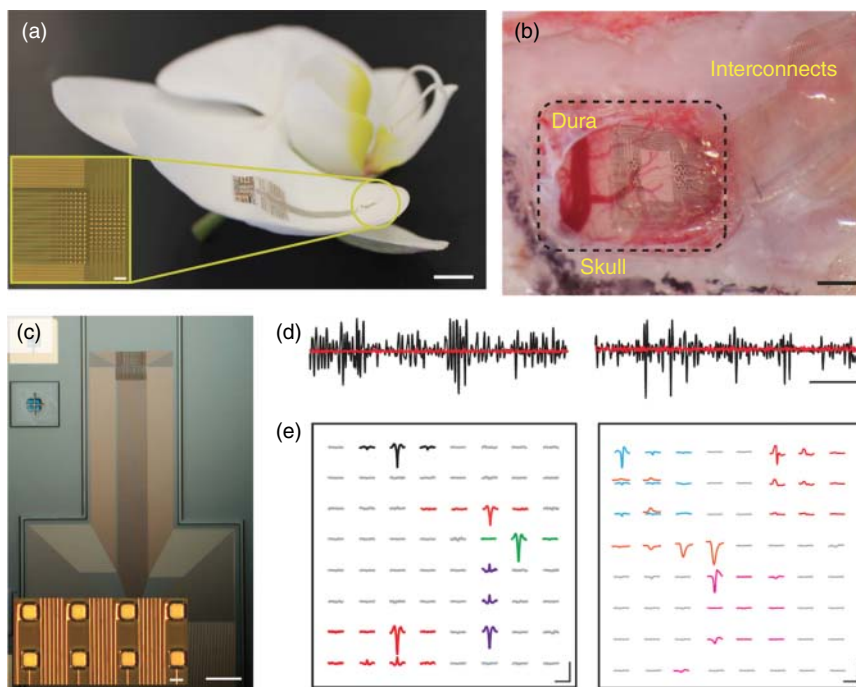 (a)
(b)
Interconnects
Dura
Skull
(c)
(d)
(e)